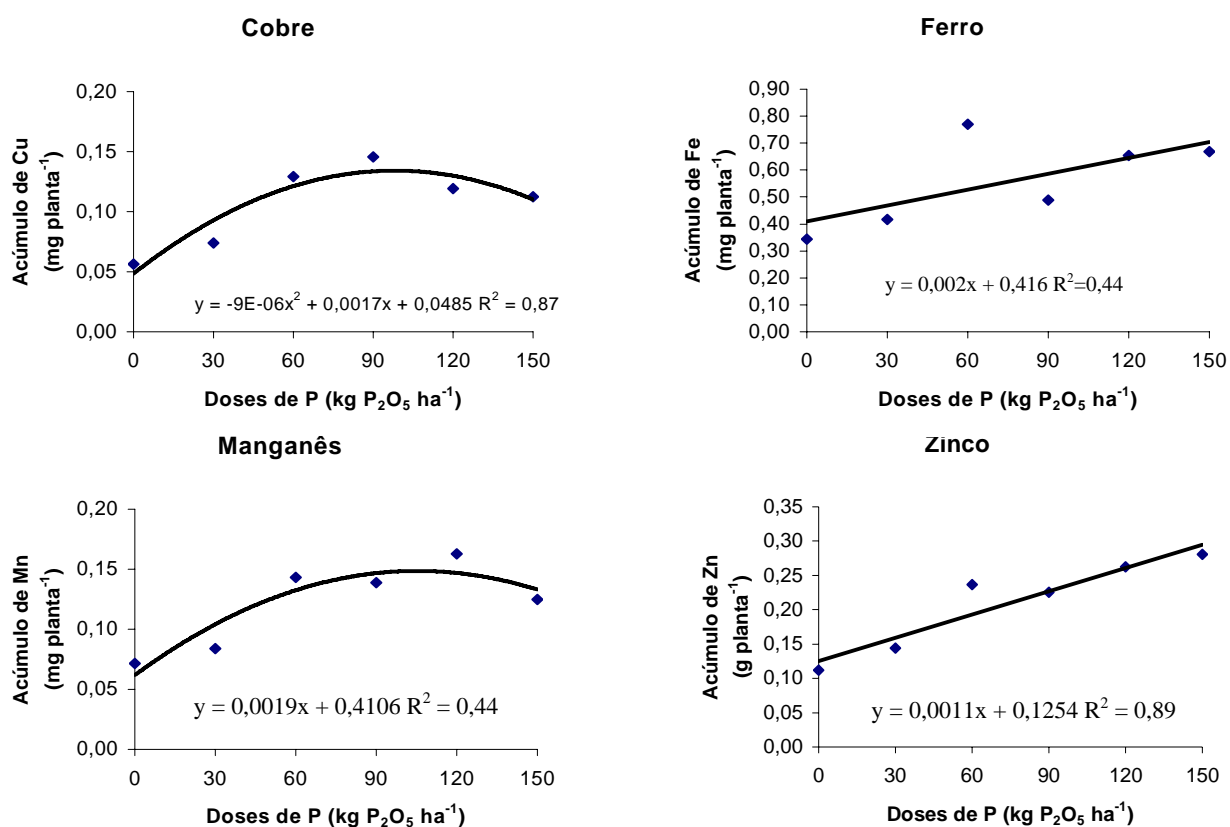 Cobre
Acúmulo de Cu
(mg planta⁻¹)
0,20
0,15
0,10
0,05
0,00
y = -9E-06x² + 0,0017x + 0,0485 R² = 0,87
0 30 60 90 120 150
Doses de P (kg P₂O₅ ha⁻¹)
Ferro
Acúmulo de Fe
(mg planta⁻¹)
0,90
0,80
0,70
0,60
0,50
0,40
0,30
0,20
0,10
0,00
y = 0,002x + 0,416 R²=0,44
0 30 60 90 120 150
Doses de P (kg P₂O₅ ha⁻¹)
Manganês
Acúmulo de Mn
(mg planta⁻¹)
0,20
0,15
0,10
0,05
0,00
y = 0,0019x + 0,4106 R² = 0,44
0 30 60 90 120 150
Doses de P (kg P₂O₅ ha⁻¹)
Zinco
Acúmulo de Zn
(g planta⁻¹)
0,35
0,30
0,25
0,20
0,15
0,10
0,05
0,00
y = 0,0011x + 0,1254 R² = 0,89
0 30 60 90 120 150
Doses de P (kg P₂O₅ ha⁻¹)